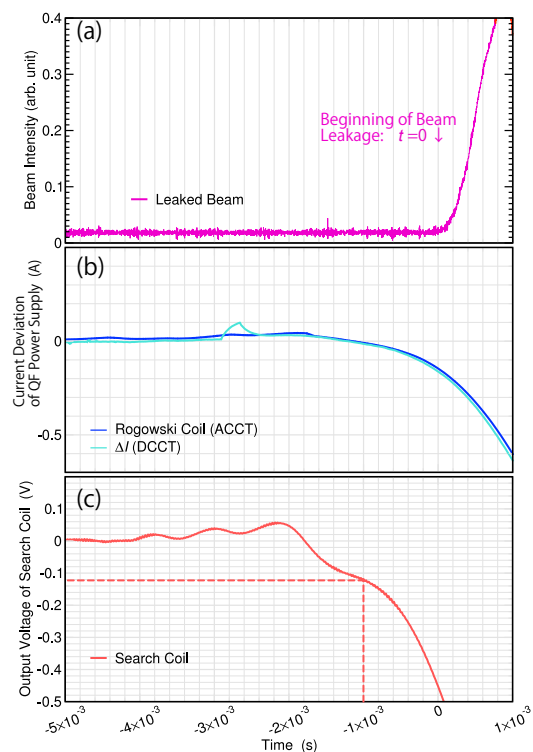 (a)
0.4
0.3
0.2
0.1
0
Beam Intensity (arb. unit)
Beginning of Beam
Leakage: t=0 ↓
Leaked Beam
(b)
0
-0.5
Current Deviation
of QF Power Supply (A)
Rogowski Coil (ACCT)
ΔI (DCCT)
(c)
0.1
0
-0.1
-0.2
-0.3
-0.4
-0.5
Output Voltage of Search Coil (V)
Search Coil
-5×10⁻³ -4×10⁻³ -3×10⁻³ -2×10⁻³ -1×10⁻³ 0 1×10⁻³
Time (s)